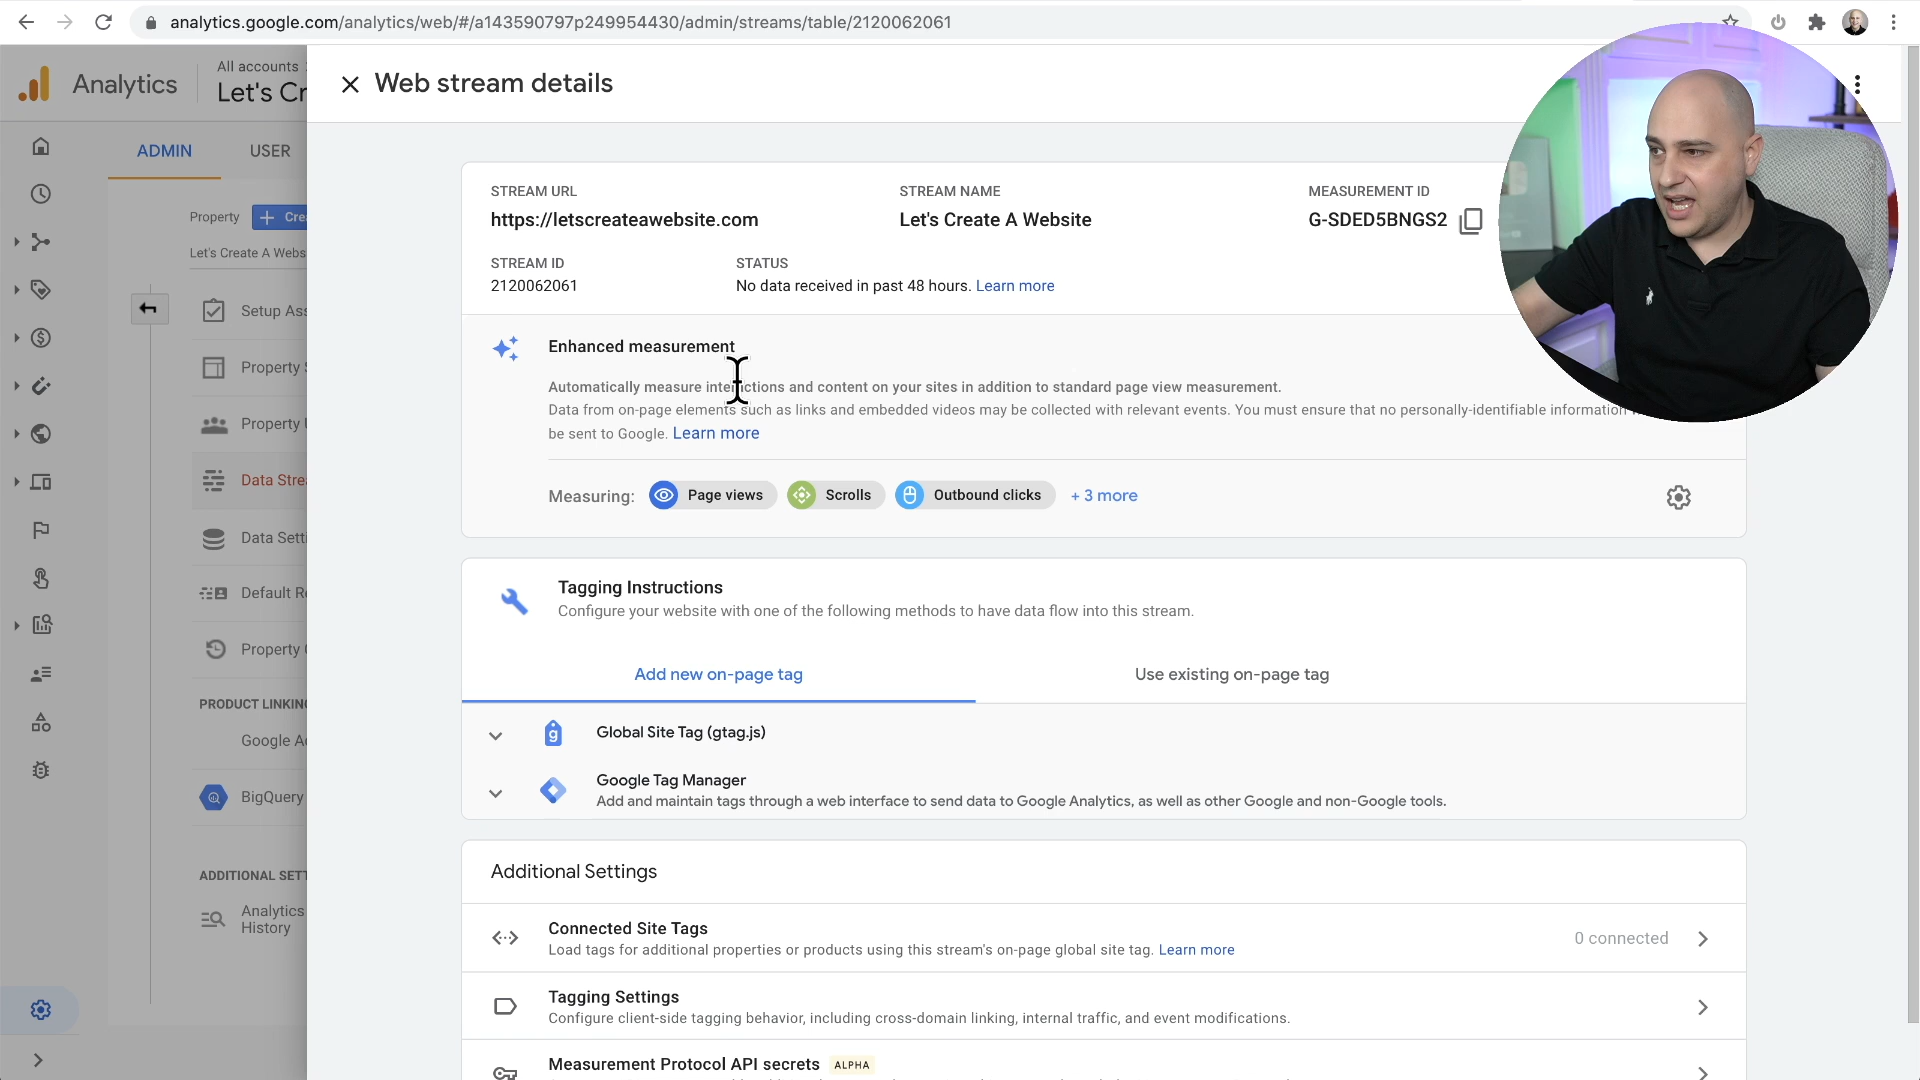 analytics.google.com/analytics/web/#/a143590797p249954430/admin/streams/table/2120062061
Analytics
All accounts
Let's Cr
Web stream details
ADMIN
USER
Property
Crea
Let's Create A Webs
Setup Ass
Property
Property
Data Strea
Data Sett
Default Re
Property
PRODUCT LINKING
Google Ad
BigQuery
ADDITIONAL SETT
Analytics
History
STREAM URL
STREAM NAME
MEASUREMENT ID
https://letscreateawebsite.com
Let's Create A Website
G-SDED5BNGS2
STREAM ID
STATUS
2120062061
No data received in past 48 hours. Learn more
Enhanced measurement
Automatically measure interactions and content on your sites in addition to standard page view measurement.
Data from on-page elements such as links and embedded videos may be collected with relevant events. You must ensure that no personally-identifiable information
be sent to Google. Learn more
Measuring:
Page views
Scrolls
Outbound clicks
+ 3 more
Tagging Instructions
Configure your website with one of the following methods to have data flow into this stream.
Add new on-page tag
Use existing on-page tag
Global Site Tag (gtag.js)
Google Tag Manager
Add and maintain tags through a web interface to send data to Google Analytics, as well as other Google and non-Google tools.
Additional Settings
Connected Site Tags
Load tags for additional properties or products using this stream's on-page global site tag. Learn more
0 connected
Tagging Settings
Configure client-side tagging behavior, including cross-domain linking, internal traffic, and event modifications.
Measurement Protocol API secrets
ALPHA